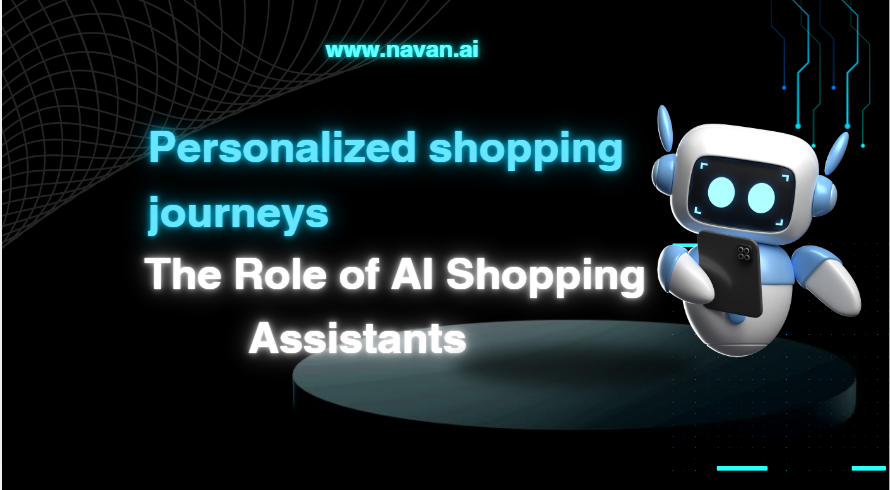 www.navan.ai
Personalized shopping
journeys
The Role of AI Shopping
Assistants